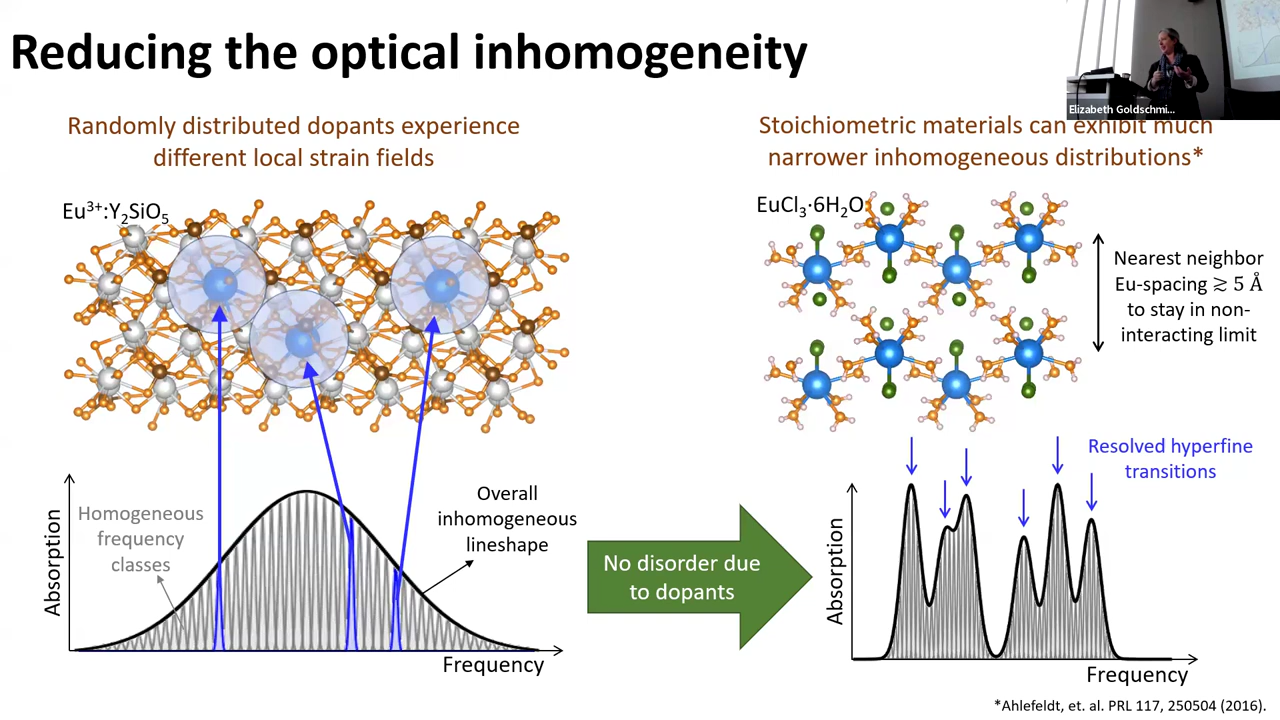 Reducing the optical inhomogeneity
Elizabeth Goldschmi...
Randomly distributed dopants experience
different local strain fields
Eu³⁺:Y₂SiO₅
Homogeneous
frequency
classes
Overall
inhomogeneous
lineshape
Absorption
Frequency
No disorder due
to dopants
Stoichiometric materials can exhibit much
narrower inhomogeneous distributions*
EuCl₃·6H₂O
Nearest neighbor
Eu-spacing ≳ 5 Å
to stay in non-
interacting limit
Resolved hyperfine
transitions
Absorption
Frequency
*Ahlefeldt, et. al. PRL 117, 250504 (2016).